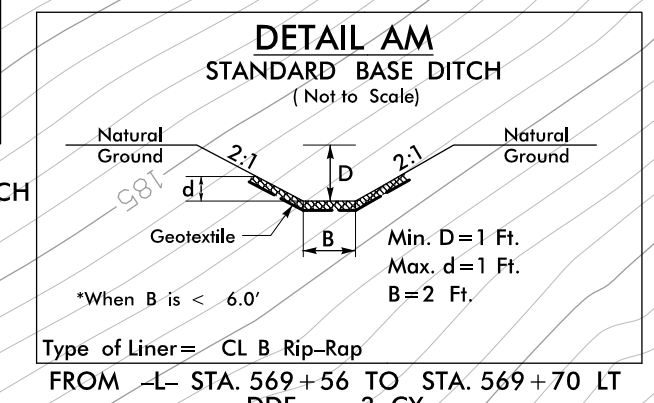 DETAIL AM
STANDARD BASE DITCH
( Not to Scale)
Natural
Ground
2:1
D
2:1
Natural
Ground
CH
185
d
Geotextile
B
Min. D=1 Ft.
Max. d=1 Ft.
B=2 Ft.
*When B is < 6.0'
Type of Liner= CL B Rip-Rap
FROM -L- STA. 569+56 TO STA. 569+70 LT